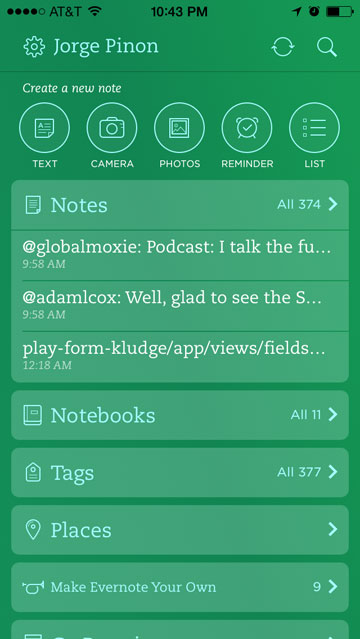 AT&T 10:43 PM
Jorge Pinon
Create a new note
TEXT CAMERA PHOTOS REMINDER LIST
Notes All 374
@globalmoxie: Podcast: I talk the fu...
9:58 AM
@adamlcox: Well, glad to see the S...
9:58 AM
play-form-kludge/app/views/fields...
12:18 AM
Notebooks All 11
Tags All 377
Places
Make Evernote Your Own 9